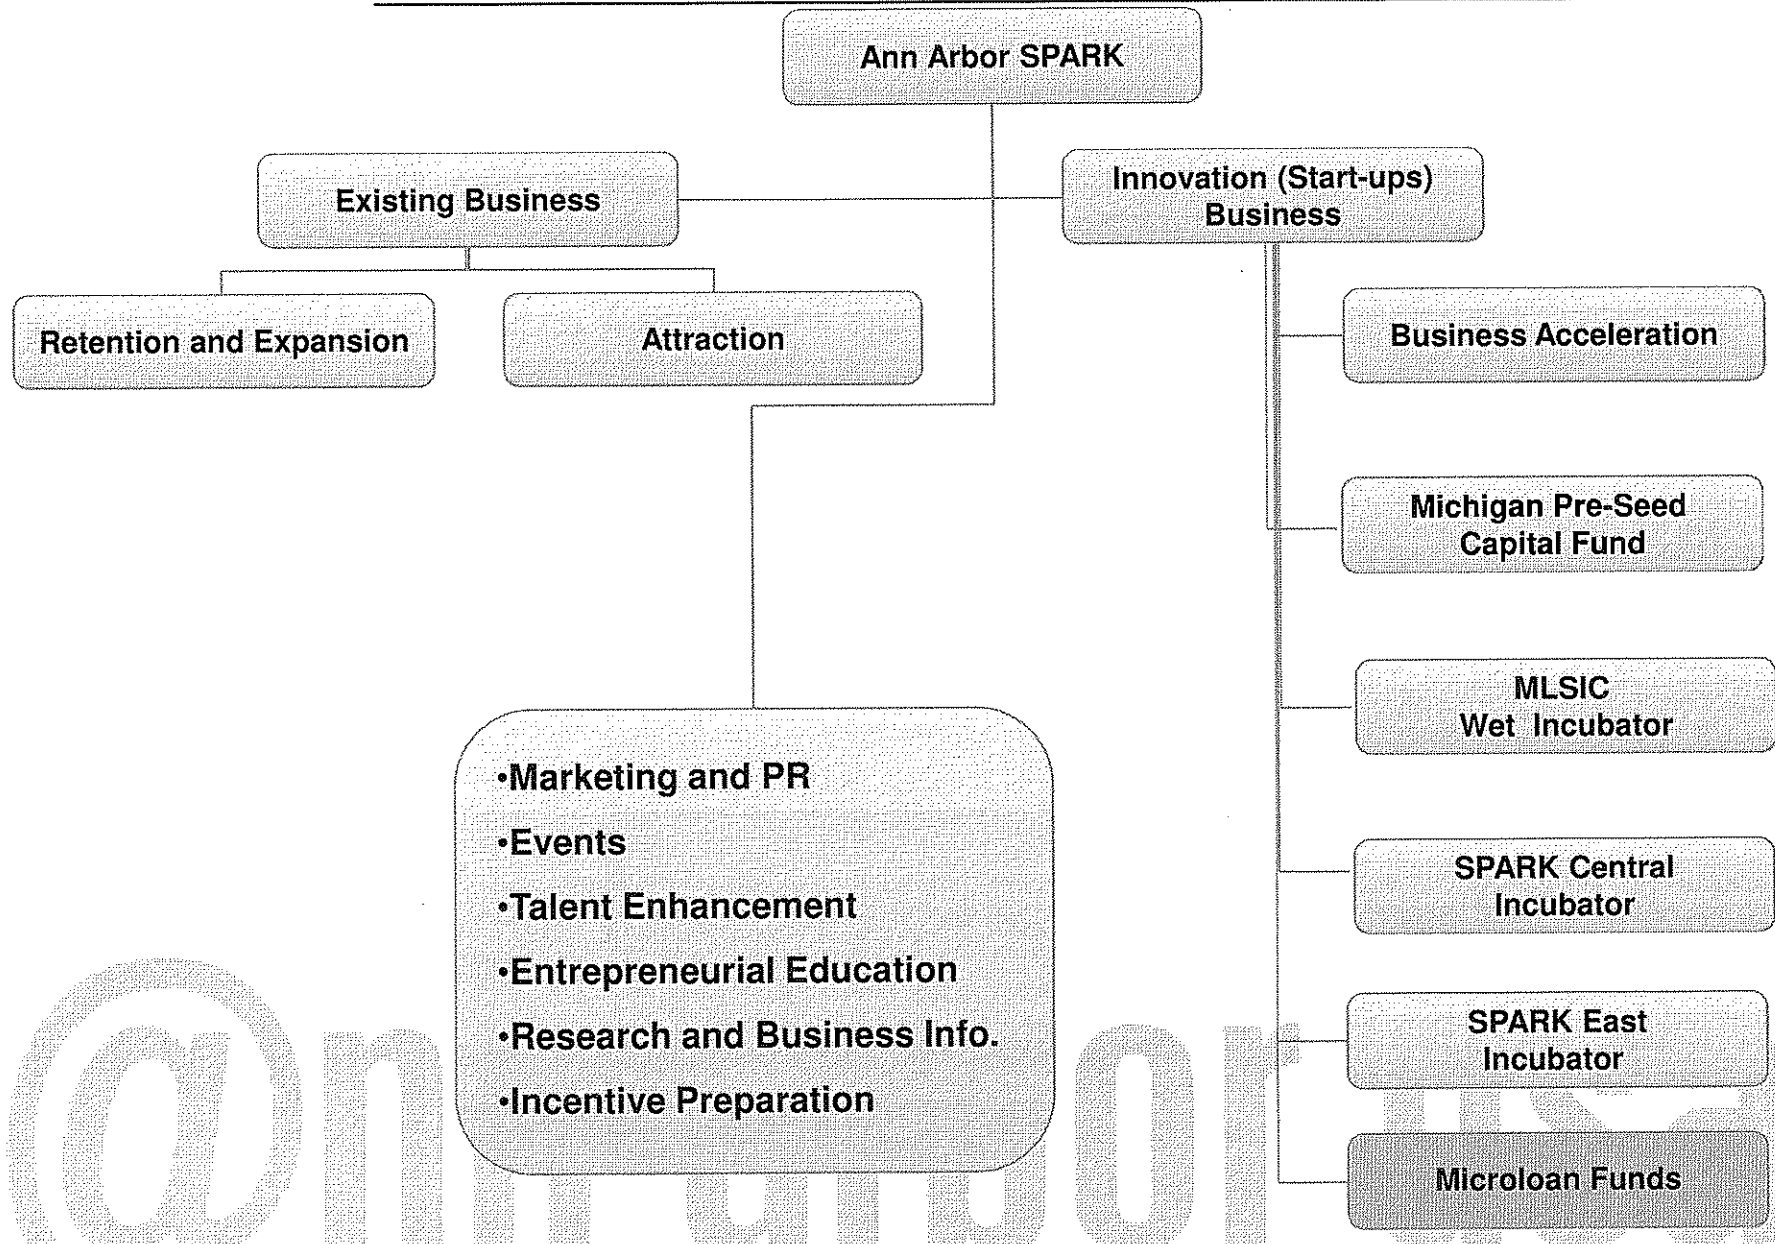 Ann Arbor SPARK
Existing Business
Innovation (Start-ups)
Business
Retention and Expansion
Attraction
Business Acceleration
Michigan Pre-Seed
Capital Fund
MLSIC
Wet Incubator
SPARK Central
Incubator
SPARK East
Incubator
Microloan Funds
•Marketing and PR
•Events
•Talent Enhancement
•Entrepreneurial Education
•Research and Business Info.
•Incentive Preparation